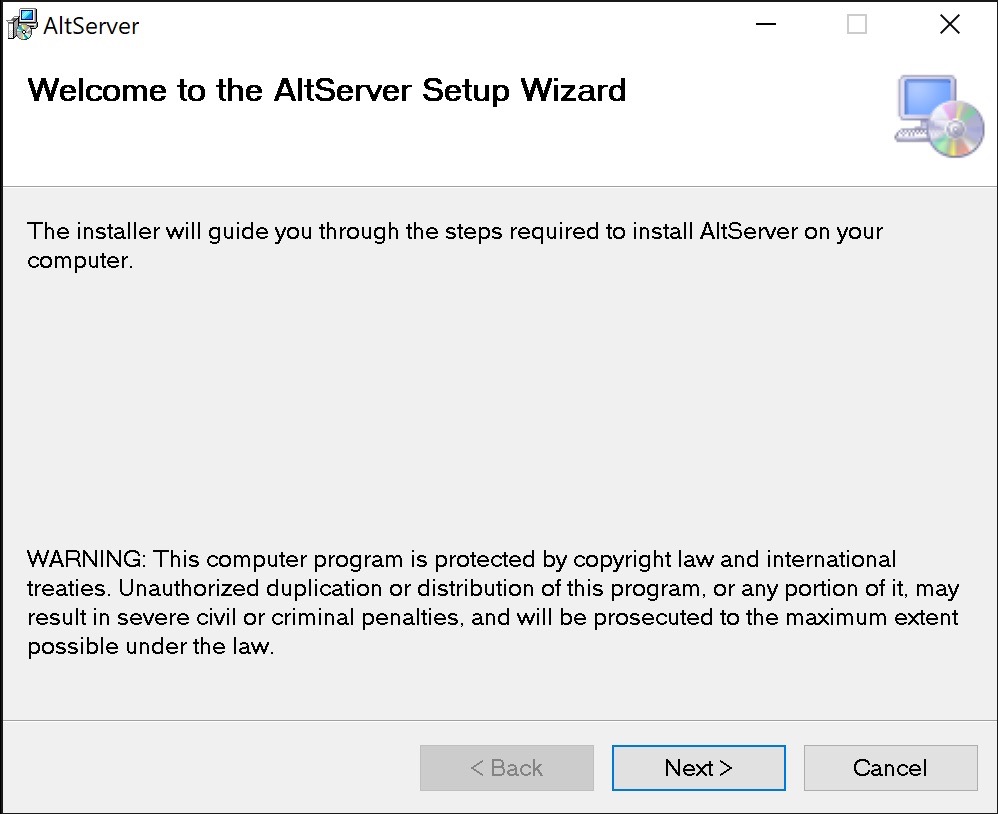 AltServer
Welcome to the AltServer Setup Wizard
The installer will guide you through the steps required to install AltServer on your
computer.
WARNING: This computer program is protected by copyright law and international
treaties. Unauthorized duplication or distribution of this program, or any portion of it, may
result in severe civil or criminal penalties, and will be prosecuted to the maximum extent
possible under the law.
< Back
Next >
Cancel